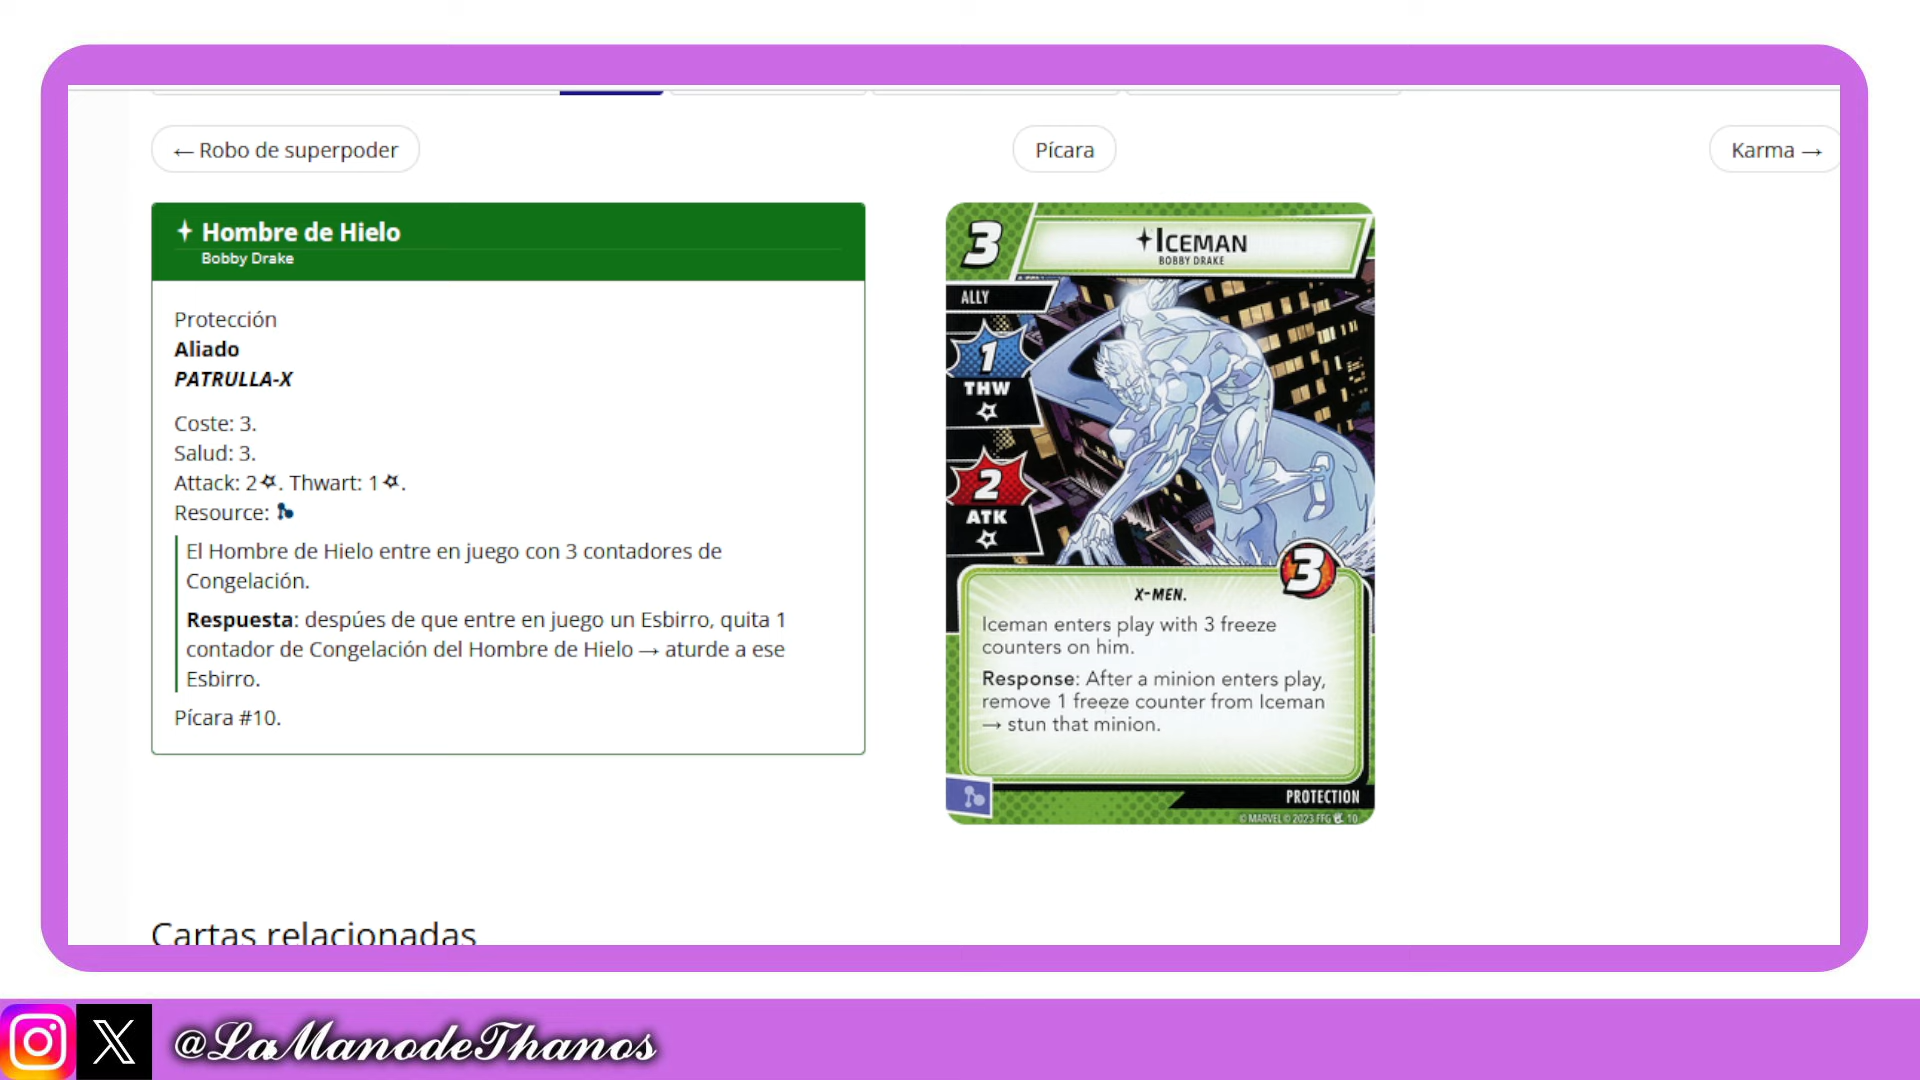 ← Robo de superpoder
Pícara
Karma →
Hombre de Hielo
Bobby Drake
Protección
Aliado
PATRULLA-X
Coste: 3.
Salud: 3.
Attack: 2. Thwart: 1.
Resource:
El Hombre de Hielo entre en juego con 3 contadores de
Congelación.
Respuesta: despúes de que entre en juego un Esbirro, quita 1
contador de Congelación del Hombre de Hielo → aturde a ese
Esbirro.
Pícara #10.
3
ICEMAN
BOBBY DRAKE
ALLY
1
THW
2
ATK
3
X-MEN.
Iceman enters play with 3 freeze
counters on him.
Response: After a minion enters play,
remove 1 freeze counter from Iceman
→ stun that minion.
PROTECTION
© MARVEL © 2023 FFG 10
Cartas relacionadas
@LaManodeThanos